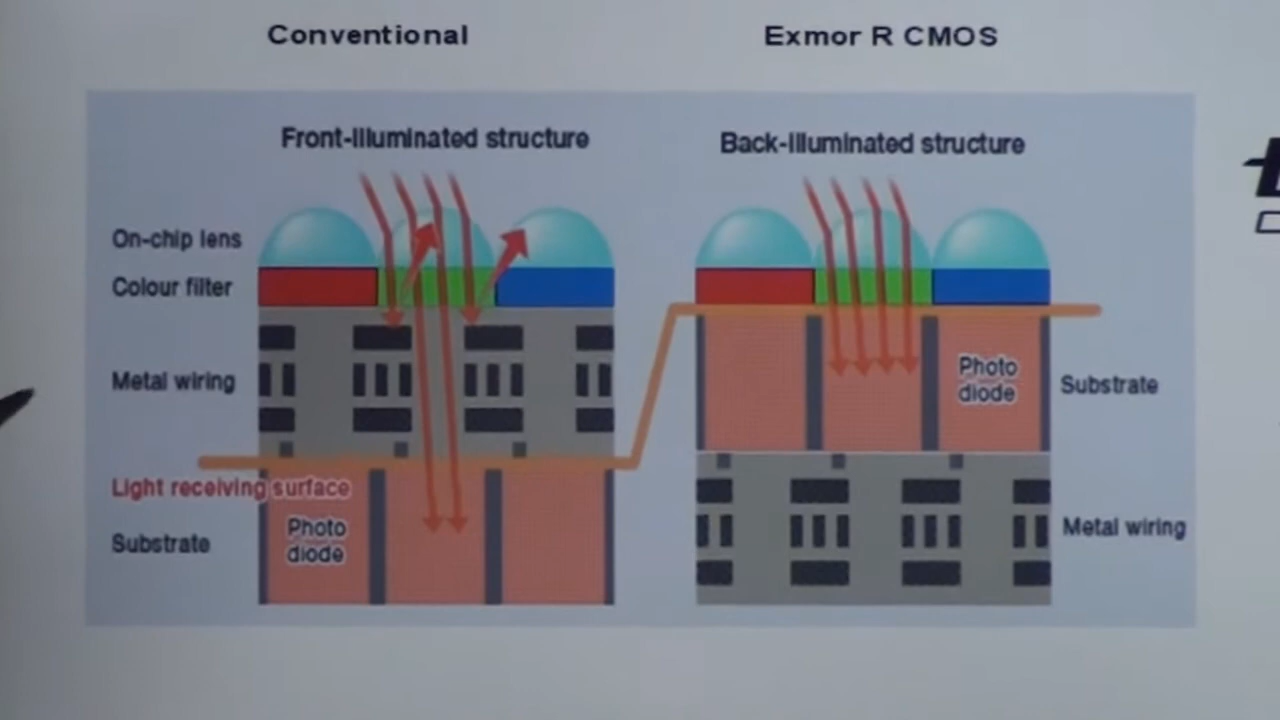 Conventional
Exmor R CMOS
Front-illuminated structure
Back-illuminated structure
On-chip lens
Colour filter
Metal wiring
Light receiving surface
Photo
diode
Substrate
Photo
diode
Substrate
Metal wiring